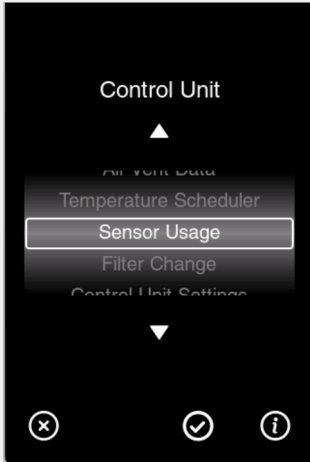 Control Unit
Air Vent Data
Temperature Scheduler
Sensor Usage
Filter Change
Control Unit Settings
i